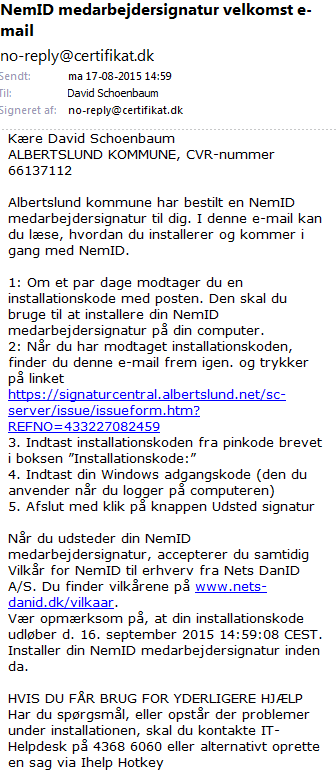 NemID medarbejdersignatur velkomst e-
mail
no-reply@certifikat.dk
Sendt: ma 17-08-2015 14:59
Til: David Schoenbaum
Signeret af: no-reply@certifikat.dk
Kære David Schoenbaum
ALBERTSLUND KOMMUNE, CVR-nummer
66137112
Albertslund kommune har bestilt en NemID
medarbejdersignatur til dig. I denne e-mail kan
du læse, hvordan du installerer og kommer i
gang med NemID.
1: Om et par dage modtager du en
installationskode med posten. Den skal du
bruge til at installere din NemID
medarbejdersignatur på din computer.
2: Når du har modtaget installationskoden,
finder du denne e-mail frem igen. og trykker
på linket
https://signaturcentral.albertslund.net/sc-
server/issue/issueform.htm?
REFNO=433227082459
3. Indtast installationskoden fra pinkode brevet
i boksen ”Installationskode:”
4. Indtast din Windows adgangskode (den du
anvender når du logger på computeren)
5. Afslut med klik på knappen Udsted signatur
Når du udsteder din NemID
medarbejdersignatur, accepterer du samtidig
Vilkår for NemID til erhverv fra Nets DanID
A/S. Du finder vilkårene på www.nets-
danid.dk/vilkaar.
Vær opmærksom på, at din installationskode
udløber d. 16. september 2015 14:59:08 CEST.
Installer din NemID medarbejdersignatur inden
da.
HVIS DU FÅR BRUG FOR YDERLIGERE HJÆLP
Har du spørgsmål, eller opstår der problemer
under installationen, skal du kontakte IT-
Helpdesk på 4368 6060 eller alternativt oprette
en sag via Ihelp Hotkey